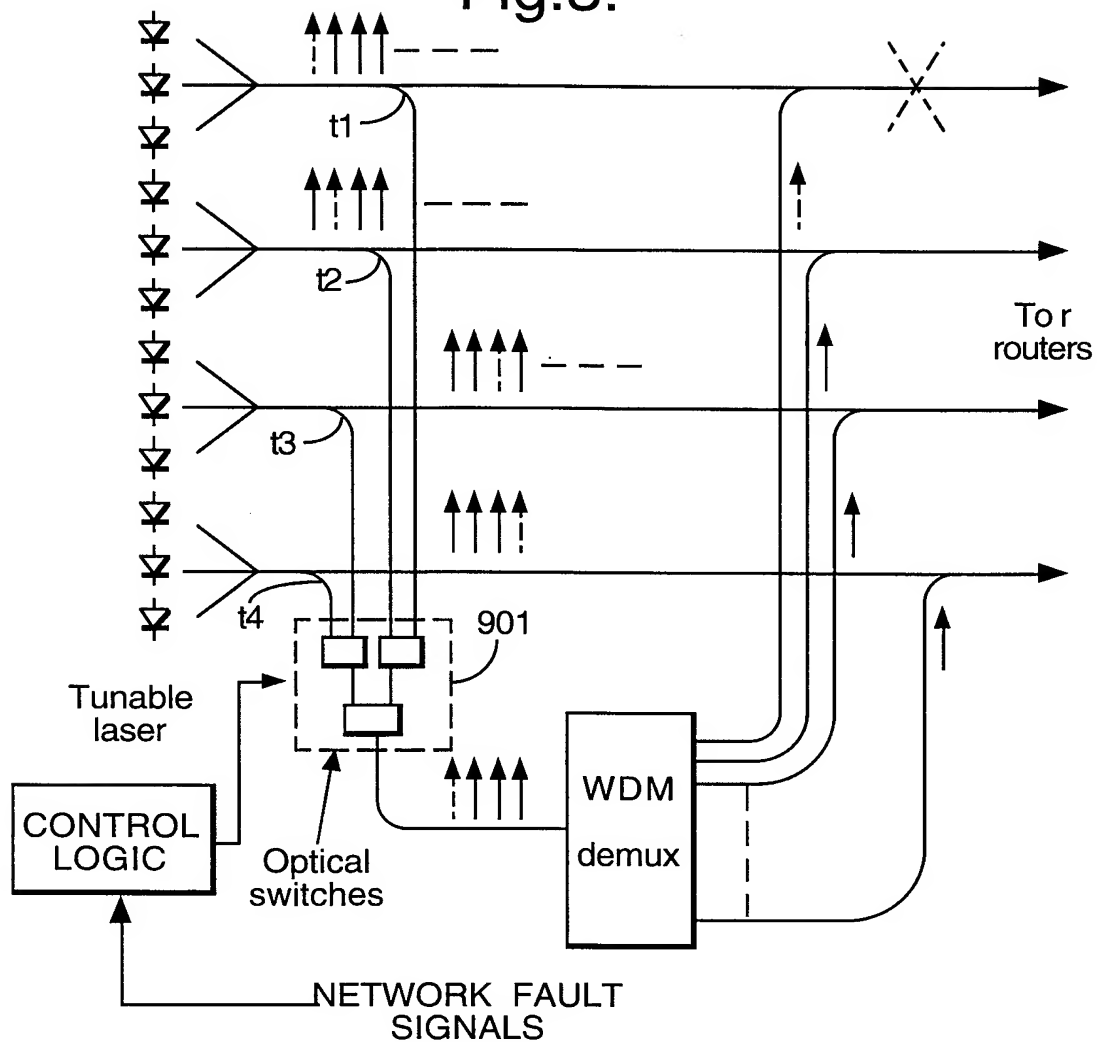 t1
t2
To r
routers
t3
t4
901
Tunable
laser
WDM
demux
CONTROL
LOGIC
Optical
switches
NETWORK FAULT
SIGNALS